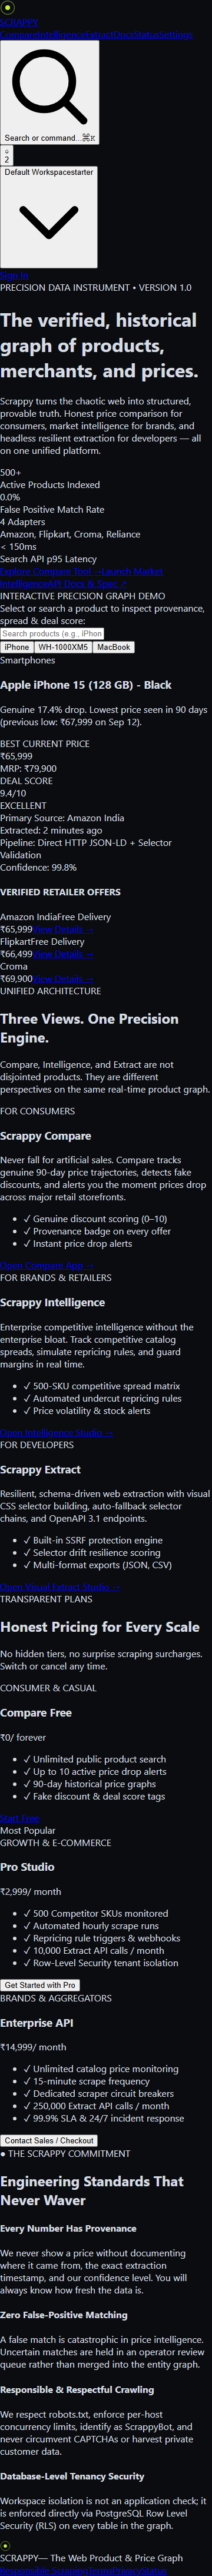 SCRAPPY
CompareIntelligenceExtractDocsStatusSettings
Search or command...⌘K
2
Default Workspacestarter
Sign In
PRECISION DATA INSTRUMENT • VERSION 1.0
The verified, historical
graph of products,
merchants, and prices.
Scrappy turns the chaotic web into structured,
provable truth. Honest price comparison for
consumers, market intelligence for brands, and
headless resilient extraction for developers — all
on one unified platform.
500+
Active Products Indexed
0.0%
False Positive Match Rate
4 Adapters
Amazon, Flipkart, Croma, Reliance
< 150ms
Search API p95 Latency
Explore Compare Tool →Launch Market
IntelligenceAPI Docs & Spec ↗
INTERACTIVE PRECISION GRAPH DEMO
Select or search a product to inspect provenance,
spread & deal score:
Search products (e.g., iPhon
iPhone WH-1000XM5 MacBook
Smartphones
Apple iPhone 15 (128 GB) - Black
Genuine 17.4% drop. Lowest price seen in 90 days
(previous low: ₹67,999 on Sep 12).
BEST CURRENT PRICE
₹65,999
MRP: ₹79,900
DEAL SCORE
9.4/10
EXCELLENT
Primary Source: Amazon India
Extracted: 2 minutes ago
Pipeline: Direct HTTP JSON-LD + Selector
Validation
Confidence: 99.8%
VERIFIED RETAILER OFFERS
Amazon IndiaFree Delivery
₹65,999View Details →
FlipkartFree Delivery
₹66,499View Details →
Croma
₹69,900View Details →
UNIFIED ARCHITECTURE
Three Views. One Precision
Engine.
Compare, Intelligence, and Extract are not
disjointed products. They are different
perspectives on the same real-time product graph.
FOR CONSUMERS
Scrappy Compare
Never fall for artificial sales. Compare tracks
genuine 90-day price trajectories, detects fake
discounts, and alerts you the moment prices drop
across major retail storefronts.
• ✓ Genuine discount scoring (0–10)
• ✓ Provenance badge on every offer
• ✓ Instant price drop alerts
Open Compare App →
FOR BRANDS & RETAILERS
Scrappy Intelligence
Enterprise competitive intelligence without the
enterprise bloat. Track competitive catalog
spreads, simulate repricing rules, and guard
margins in real time.
• ✓ 500-SKU competitive spread matrix
• ✓ Automated undercut repricing rules
• ✓ Price volatility & stock alerts
Open Intelligence Studio →
FOR DEVELOPERS
Scrappy Extract
Resilient, schema-driven web extraction with visual
CSS selector building, auto-fallback selector
chains, and OpenAPI 3.1 endpoints.
• ✓ Built-in SSRF protection engine
• ✓ Selector drift resilience scoring
• ✓ Multi-format exports (JSON, CSV)
Open Visual Extract Studio →
TRANSPARENT PLANS
Honest Pricing for Every Scale
No hidden tiers, no surprise scraping surcharges.
Switch or cancel any time.
CONSUMER & CASUAL
Compare Free
₹0/ forever
• ✓ Unlimited public product search
• ✓ Up to 10 active price drop alerts
• ✓ 90-day historical price graphs
• ✓ Fake discount & deal score tags
Start Free
Most Popular
GROWTH & E-COMMERCE
Pro Studio
₹2,999/ month
• ✓ 500 Competitor SKUs monitored
• ✓ Automated hourly scrape runs
• ✓ Repricing rule triggers & webhooks
• ✓ 10,000 Extract API calls / month
• ✓ Row-Level Security tenant isolation
Get Started with Pro
BRANDS & AGGREGATORS
Enterprise API
₹14,999/ month
• ✓ Unlimited catalog price monitoring
• ✓ 15-minute scrape frequency
• ✓ Dedicated scraper circuit breakers
• ✓ 250,000 Extract API calls / month
• ✓ 99.9% SLA & 24/7 incident response
Contact Sales / Checkout
● THE SCRAPPY COMMITMENT
Engineering Standards That
Never Waver
Every Number Has Provenance
We never show a price without documenting
where it came from, the exact extraction
timestamp, and our confidence level. You will
always know how fresh the data is.
Zero False-Positive Matching
A false match is catastrophic in price intelligence.
Uncertain matches are held in an operator review
queue rather than merged into the entity graph.
Responsible & Respectful Crawling
We respect robots.txt, enforce per-host
concurrency limits, identify as ScrappyBot, and
never circumvent CAPTCHAs or harvest private
customer data.
Database-Level Tenancy Security
Workspace isolation is not an application check; it
is enforced directly via PostgreSQL Row Level
Security (RLS) on every table in the graph.
SCRAPPY— The Web Product & Price Graph
Responsible ScrapingTermsPrivacyStatus